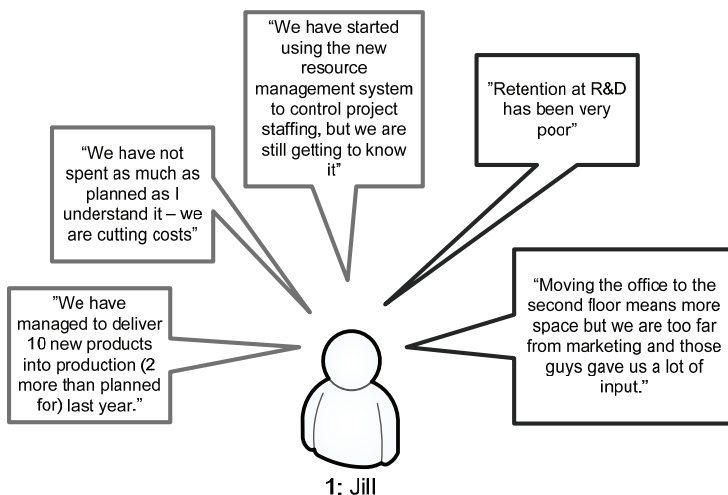 “We have started
using the new
resource
management system
to control project
staffing, but we are
still getting to know
it”
”Retention at R&D
has been very
poor”
“We have not
spent as much as
planned as I
understand it – we
are cutting costs”
”We have
managed to deliver
10 new products
into production (2
more than planned
for) last year.”
“Moving the office to the
second floor means more
space but we are too far
from marketing and those
guys gave us a lot of
input.”
1: Jill